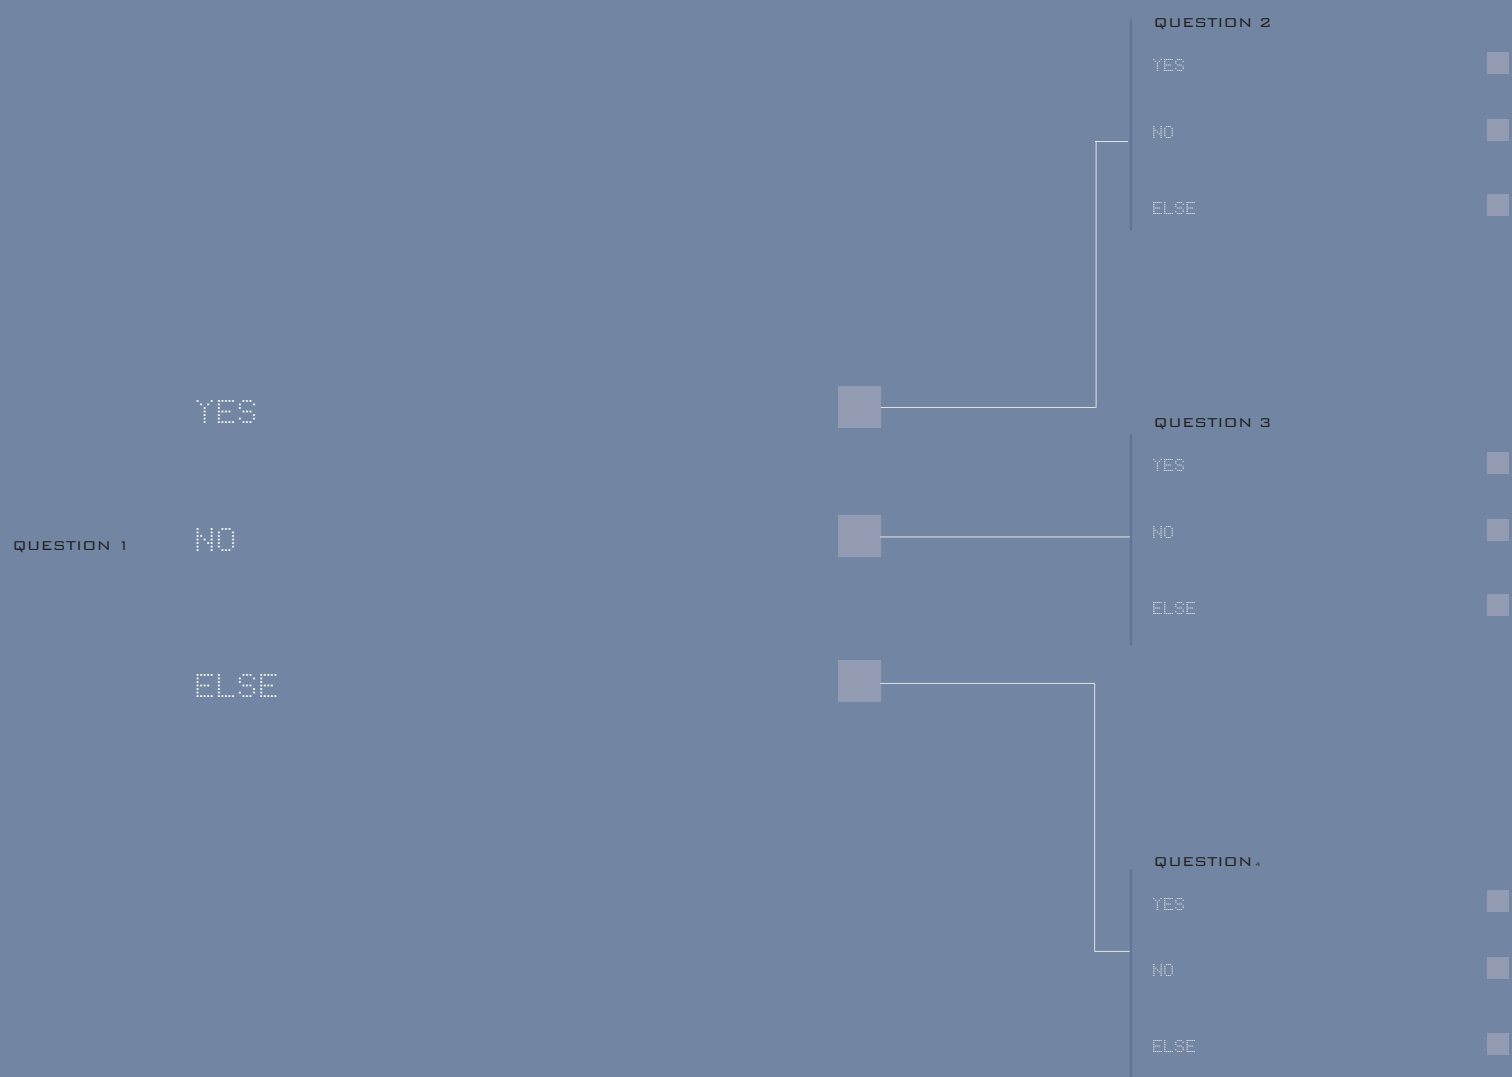 QUESTION 1
YES
NO
ELSE
QUESTION 2
YES
NO
ELSE
QUESTION 3
YES
NO
ELSE
QUESTION 4
YES
NO
ELSE